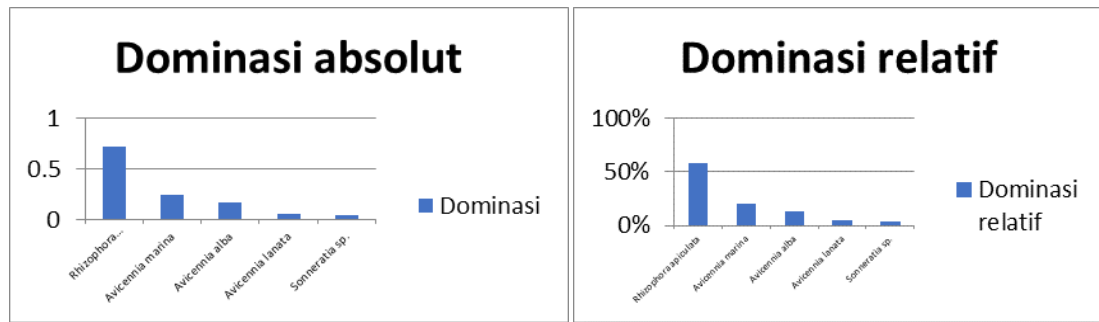 Dominasi absolut
1
0.5
0
Rhizophora...
Avicennia marina
Avicennia alba
Avicennia lanata
Sonneratia sp.
Dominasi
Dominasi relatif
100%
50%
0%
Rhizophora apiculata
Avicennia marina
Avicennia alba
Avicennia lanata
Sonneratia sp.
Dominasi
relatif